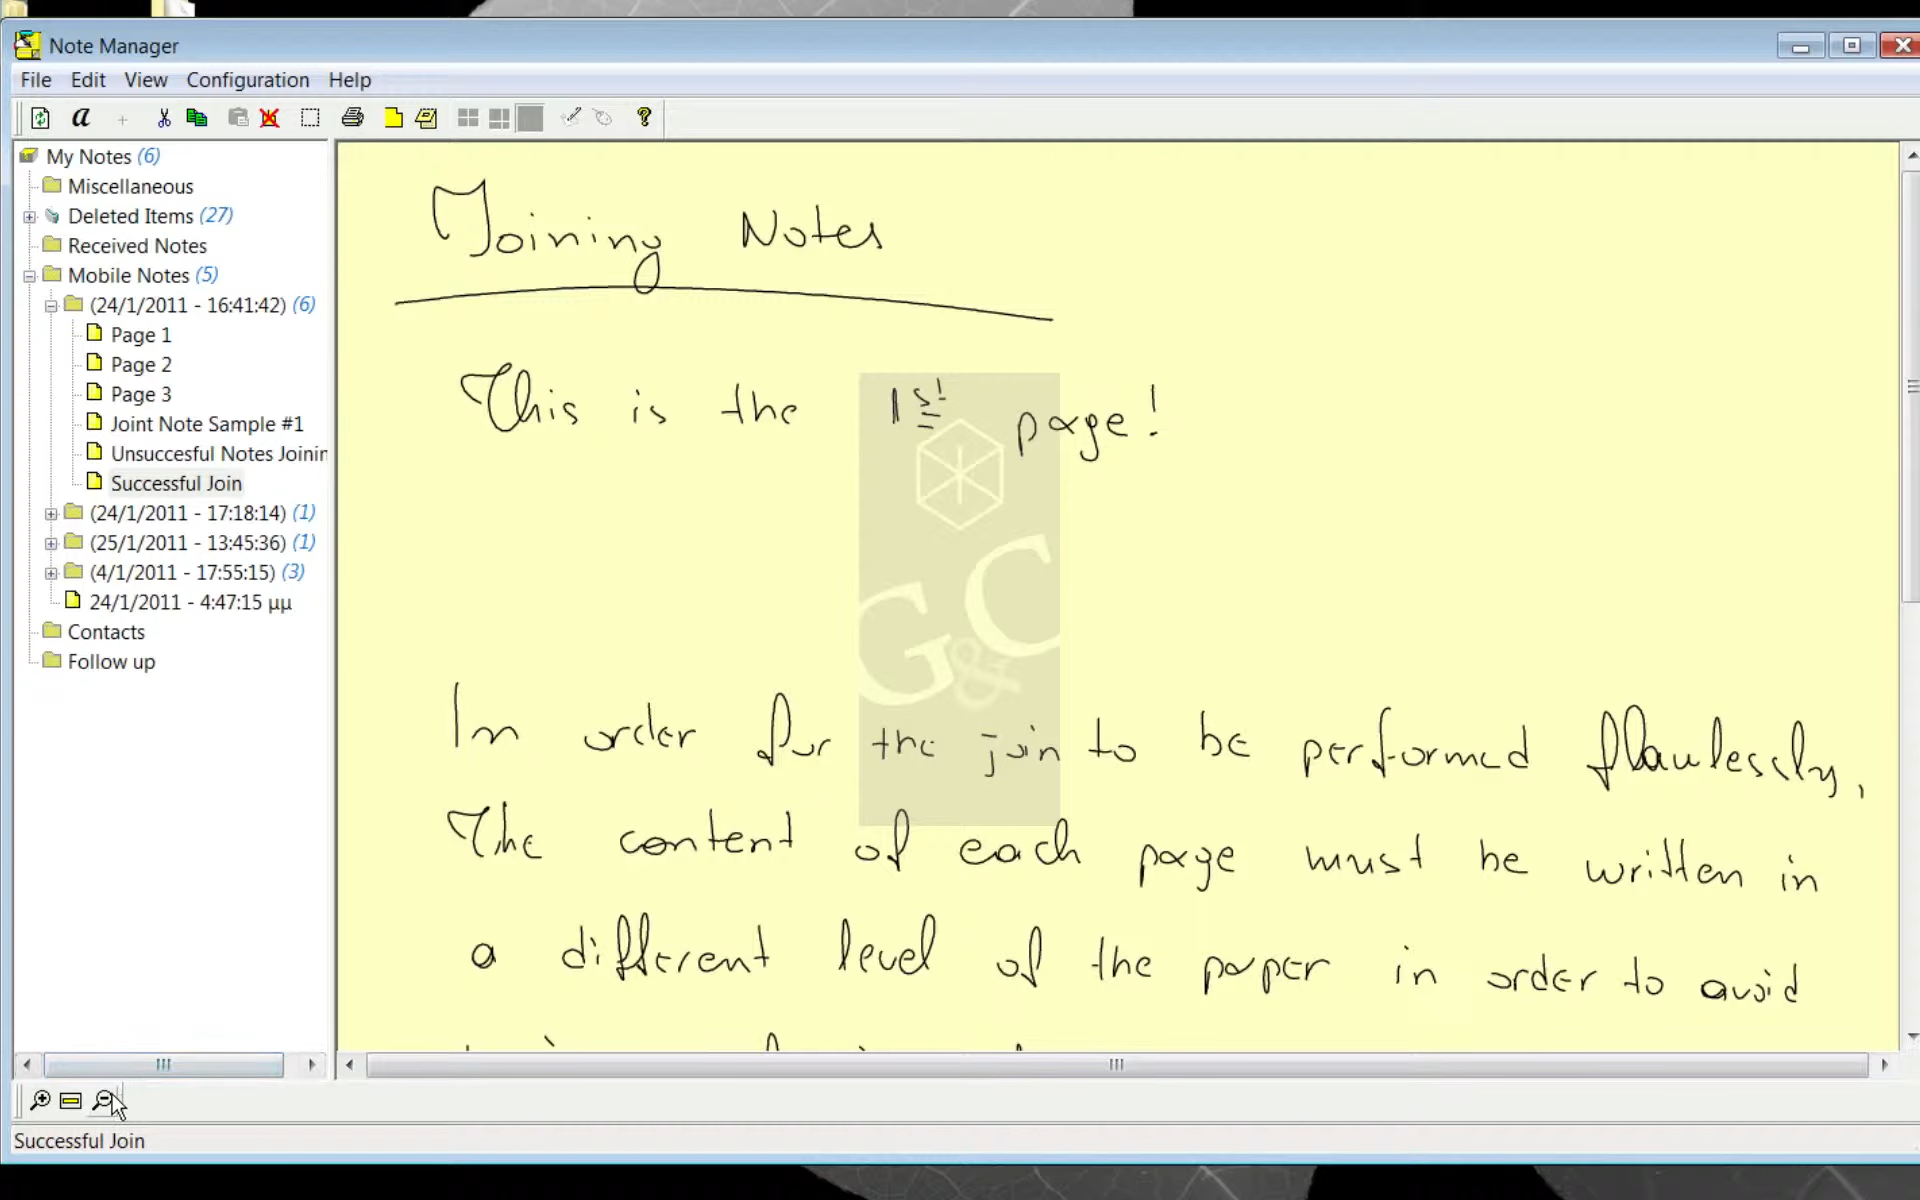 Note Manager
File Edit View Configuration Help
My Notes (6)
Miscellaneous
Deleted Items (27)
Received Notes
Mobile Notes (5)
(24/1/2011 - 16:41:42) (6)
Page 1
Page 2
Page 3
Joint Note Sample #1
Unsuccesful Notes Joinin
Successful Join
(24/1/2011 - 17:18:14) (1)
(25/1/2011 - 13:45:36) (1)
(4/1/2011 - 17:55:15) (3)
24/1/2011 - 4:47:15 μμ
Contacts
Follow up
Joining Notes
This is the 1st page!
G&C
In order for the join to be performed flawlessly,
The content of each page must be written in
a different level of the paper in order to avoid
Successful Join